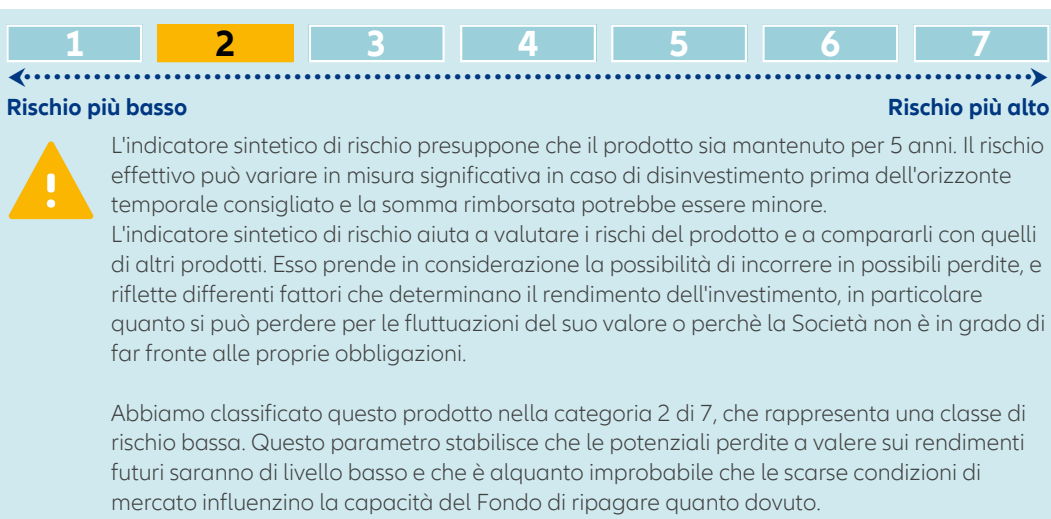 1 2 3 4 5 6 7
Rischio più basso Rischio più alto
L'indicatore sintetico di rischio presuppone che il prodotto sia mantenuto per 5 anni. Il rischio
effettivo può variare in misura significativa in caso di disinvestimento prima dell'orizzonte
temporale consigliato e la somma rimborsata potrebbe essere minore.
L'indicatore sintetico di rischio aiuta a valutare i rischi del prodotto e a compararli con quelli
di altri prodotti. Esso prende in considerazione la possibilità di incorrere in possibili perdite, e
riflette differenti fattori che determinano il rendimento dell'investimento, in particolare
quanto si può perdere per le fluttuazioni del suo valore o perchè la Società non è in grado di
far fronte alle proprie obbligazioni.
Abbiamo classificato questo prodotto nella categoria 2 di 7, che rappresenta una classe di
rischio bassa. Questo parametro stabilisce che le potenziali perdite a valere sui rendimenti
futuri saranno di livello basso e che è alquanto improbabile che le scarse condizioni di
mercato influenzino la capacità del Fondo di ripagare quanto dovuto.